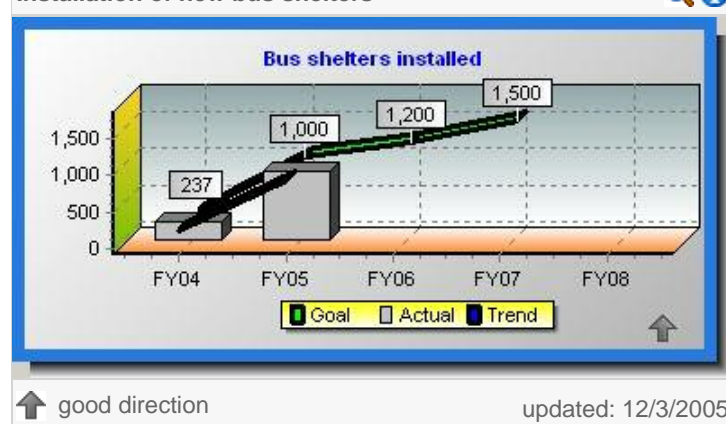 Installation of new bus shelters
Bus shelters installed
1,500
1,200
1,000
237
1,500
1,000
500
0
FY04 FY05 FY06 FY07 FY08
Goal Actual Trend
good direction
updated: 12/3/2005